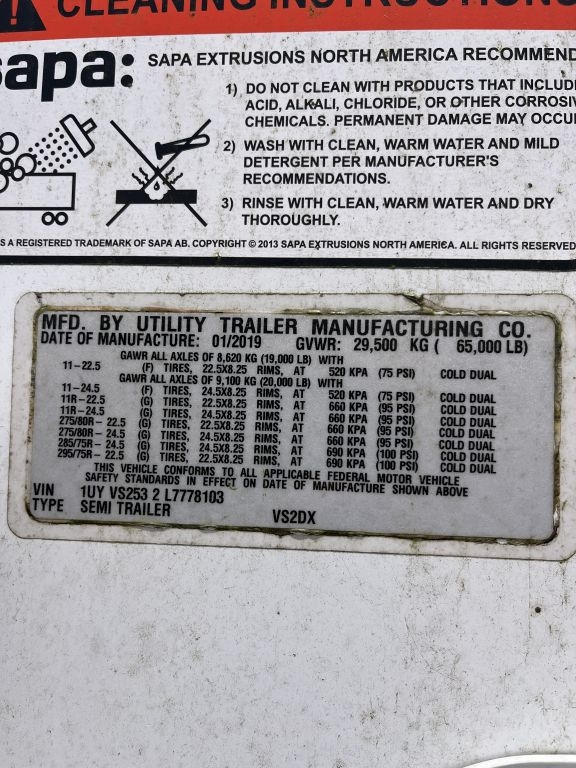 CLEANING INSTRUCTIONS
sapa: SAPA EXTRUSIONS NORTH AMERICA RECOMMEND
1) DO NOT CLEAN WITH PRODUCTS THAT INCLUD
ACID, ALKALI, CHLORIDE, OR OTHER CORROSIV
CHEMICALS. PERMANENT DAMAGE MAY OCCU
2) WASH WITH CLEAN, WARM WATER AND MILD
DETERGENT PER MANUFACTURER'S
RECOMMENDATIONS.
3) RINSE WITH CLEAN, WARM WATER AND DRY
THOROUGHLY.
S A REGISTERED TRADEMARK OF SAPA AB. COPYRIGHT © 2013 SAPA EXTRUSIONS NORTH AMERICA. ALL RIGHTS RESERVED
MFD. BY UTILITY TRAILER MANUFACTURING CO.
DATE OF MANUFACTURE: 01/2019 GVWR: 29,500 KG ( 65,000 LB)
GAWR ALL AXLES OF 8,620 KG (19,000 LB) WITH
11-22.5 (F) TIRES, 22.5X8.25 RIMS, AT 520 KPA (75 PSI) COLD DUAL
GAWR ALL AXLES OF 9,100 KG (20,000 LB) WITH
11-24.5 (F) TIRES, 24.5X8.25 RIMS, AT 520 KPA (75 PSI) COLD DUAL
11R-22.5 (G) TIRES, 22.5X8.25 RIMS, AT 660 KPA (95 PSI) COLD DUAL
11R-24.5 (G) TIRES, 24.5X8.25 RIMS, AT 660 KPA (95 PSI) COLD DUAL
275/80R- 22.5 (G) TIRES, 22.5X8.25 RIMS, AT 660 KPA (95 PSI) COLD DUAL
275/80R- 24.5 (G) TIRES, 24.5X8.25 RIMS, AT 660 KPA (95 PSI) COLD DUAL
285/75R- 24.5 (G) TIRES, 24.5X8.25 RIMS, AT 690 KPA (100 PSI) COLD DUAL
295/75R- 22.5 (G) TIRES, 22.5X8.25 RIMS, AT 690 KPA (100 PSI) COLD DUAL
THIS VEHICLE CONFORMS TO ALL APPLICABLE FEDERAL MOTOR VEHICLE
SAFETY STANDARDS IN EFFECT ON DATE OF MANUFACTURE SHOWN ABOVE
VIN 1UY VS253 2 L7778103
TYPE SEMI TRAILER VS2DX